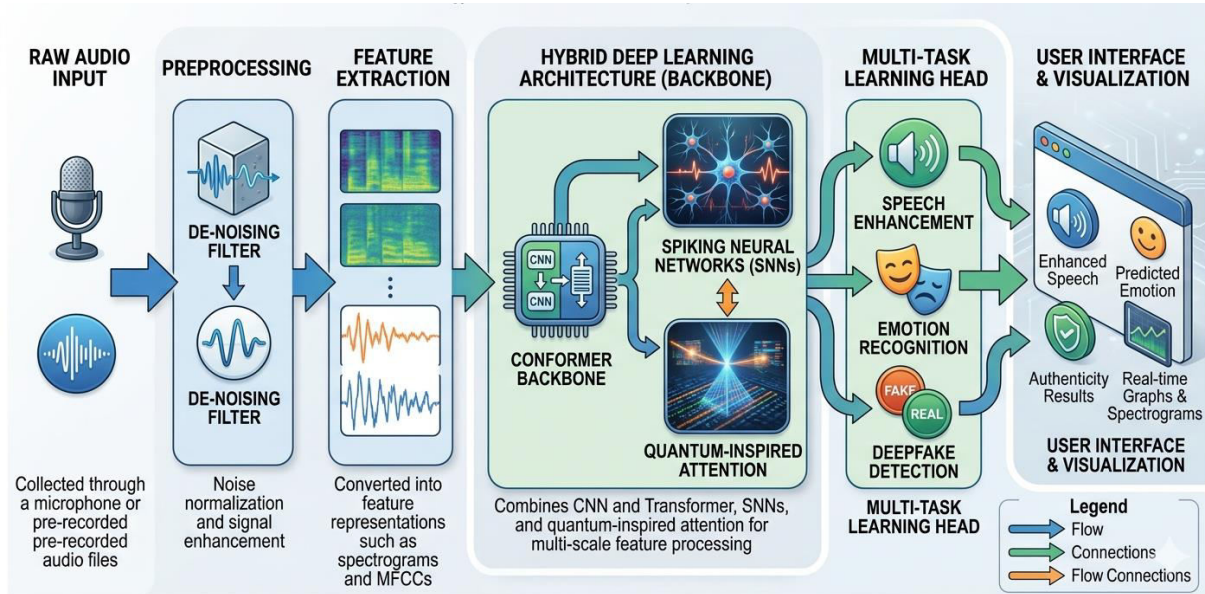 RAW AUDIO
INPUT
Collected through
a microphone or
pre-recorded
pre-recorded
audio files
PREPROCESSING
DE-NOISING
FILTER
DE-NOISING
FILTER
Noise
normalization
and signal
enhancement
FEATURE
EXTRACTION
Converted into
feature
representations
such as
spectrograms
and MFCCs
HYBRID DEEP LEARNING
ARCHITECTURE (BACKBONE)
CNN
CNN
CONFORMER
BACKBONE
SPIKING NEURAL
NETWORKS (SNNs)
QUANTUM-INSPIRED
ATTENTION
Combines CNN and Transformer, SNNs,
and quantum-inspired attention for
multi-scale feature processing
MULTI-TASK
LEARNING HEAD
SPEECH
ENHANCEMENT
EMOTION
RECOGNITION
FAKE
REAL
DEEPFAKE
DETECTION
MULTI-TASK
LEARNING HEAD
USER INTERFACE
& VISUALIZATION
Enhanced
Speech
Predicted
Emotion
Authenticity
Results
Real-time
Graphs &
Spectrograms
USER INTERFACE
& VISUALIZATION
Legend
Flow
Connections
Flow Connections